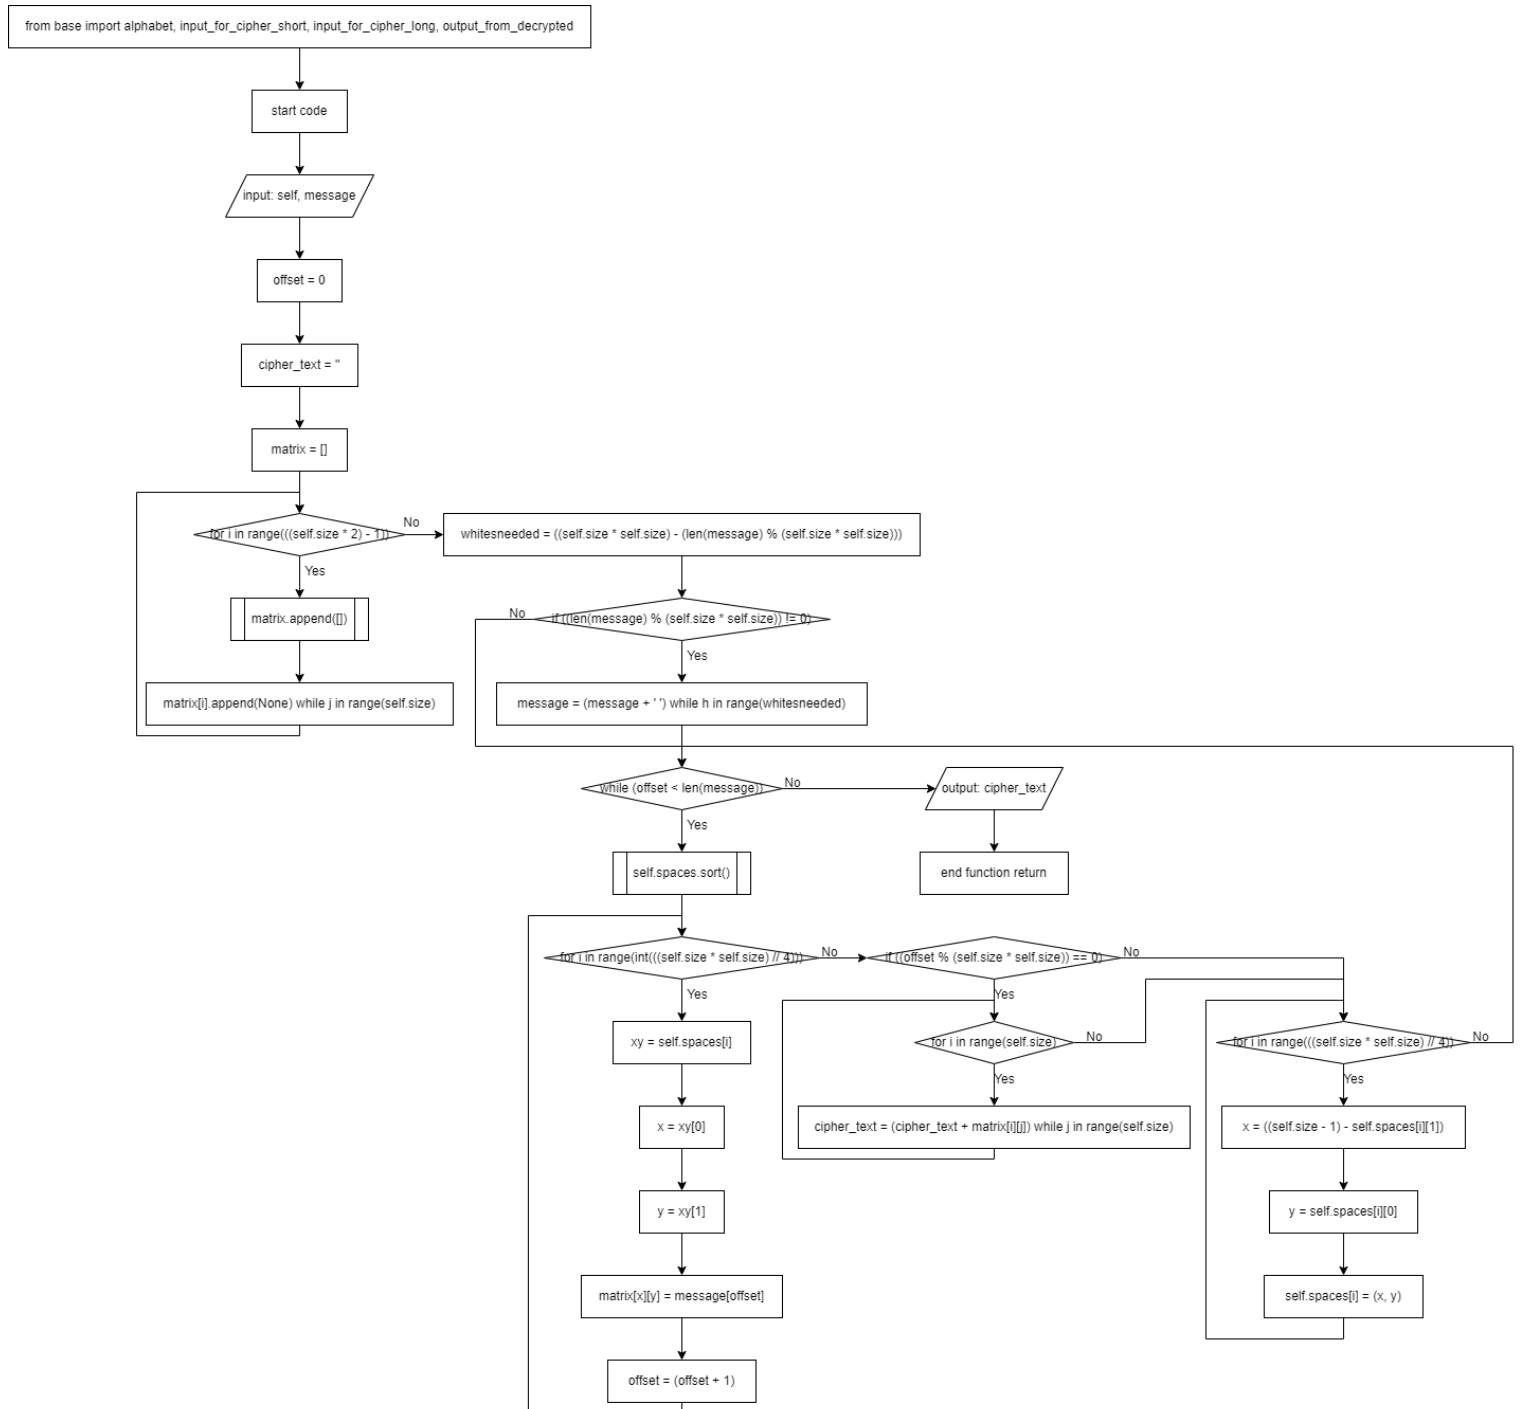 from base import alphabet, input_for_cipher_short, input_for_cipher_long, output_from_decrypted
start code
input: self, message
offset = 0
cipher_text = ''
matrix = []
for i in range(((self.size * 2) - 1))
No
Yes
matrix.append([])
matrix[i].append(None) while j in range(self.size)
whitesneeded = ((self.size * self.size) - (len(message) % (self.size * self.size)))
if ((len(message) % (self.size * self.size)) != 0)
No
Yes
message = (message + ' ') while h in range(whitesneeded)
while (offset < len(message))
No
output: cipher_text
end function return
Yes
self.spaces.sort()
for i in range(int(((self.size * self.size) // 4)))
No
Yes
xy = self.spaces[i]
x = xy[0]
y = xy[1]
matrix[x][y] = message[offset]
offset = (offset + 1)
if ((offset % (self.size * self.size)) == 0)
No
Yes
for i in range(self.size)
No
Yes
cipher_text = (cipher_text + matrix[i][j]) while j in range(self.size)
for i in range(((self.size * self.size) // 4))
No
Yes
x = ((self.size - 1) - self.spaces[i][1])
y = self.spaces[i][0]
self.spaces[i] = (x, y)